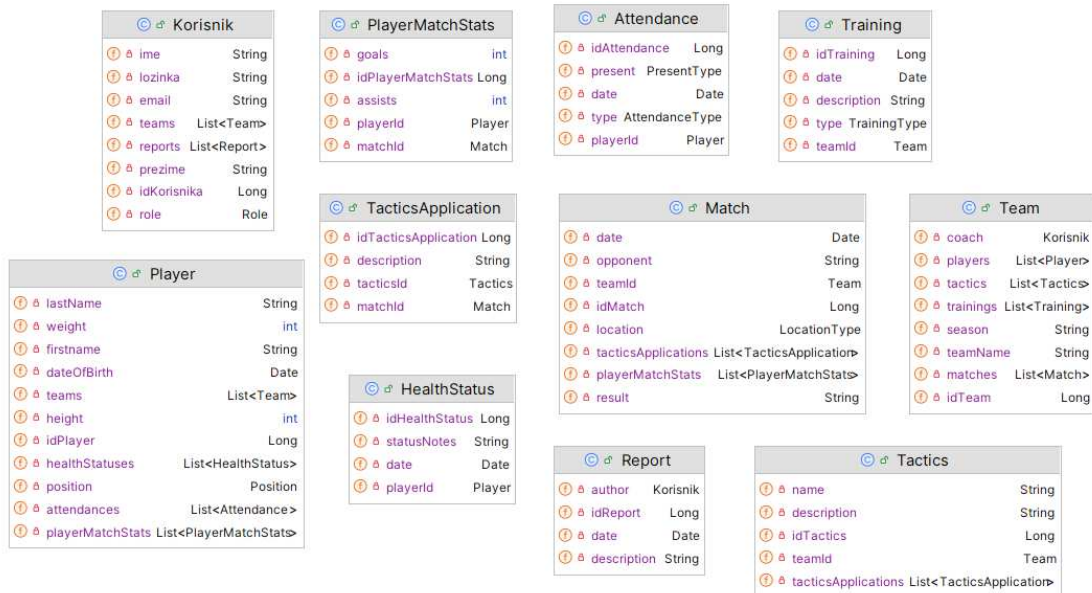 Korisnik
ime String
lozinka String
email String
teams List<Team>
reports List<Report>
prezime String
idKorisnika Long
role Role
PlayerMatchStats
goals int
idPlayerMatchStats Long
assists int
playerId Player
matchId Match
Attendance
idAttendance Long
present PresentType
date Date
type AttendanceType
playerId Player
Training
idTraining Long
date Date
description String
type TrainingType
teamId Team
TacticsApplication
idTacticsApplication Long
description String
tacticsId Tactics
matchId Match
Match
date Date
opponent String
teamId Team
idMatch Long
location LocationType
tacticsApplications List<TacticsApplication>
playerMatchStats List<PlayerMatchStats>
result String
Team
coach Korisnik
players List<Player>
tactics List<Tactics>
trainings List<Training>
season String
teamName String
matches List<Match>
idTeam Long
Player
lastName String
weight int
firstname String
dateOfBirth Date
teams List<Team>
height int
idPlayer Long
healthStatuses List<HealthStatus>
position Position
attendances List<Attendance>
playerMatchStats List<PlayerMatchStats>
HealthStatus
idHealthStatus Long
statusNotes String
date Date
playerId Player
Report
author Korisnik
idReport Long
date Date
description String
Tactics
name String
description String
idTactics Long
teamId Team
tacticsApplications List<TacticsApplication>